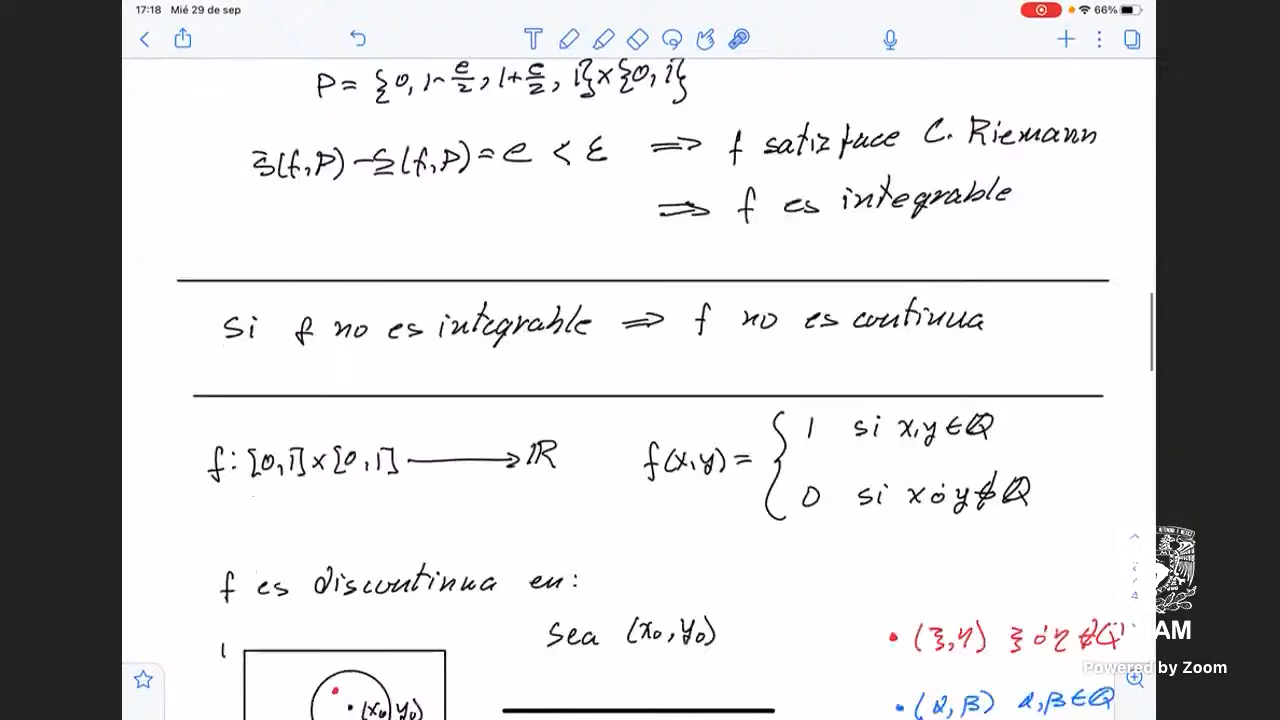 17:18 Mié 29 de sep
66%
P = {0, 1-e/2, 1+e/2, 1} x {0, 1}
S̄(f,P) - S̲(f,P) = e < ε ⟹ f satisface C. Riemann
⟹ f es integrable
Si f no es integrable ⟹ f no es continua
f: [0,1] x [0,1] ⟶ ℝ f(x,y) = { 1 si x,y ∈ ℚ
0 si x ó y ∉ ℚ
f es discontinua en:
Sea (x₀, y₀)
1
• (ξ,η) ξ ó η ∉ ℚ
(x₀, y₀)
• (α, β) α, β ∈ ℚ
Powered by Zoom